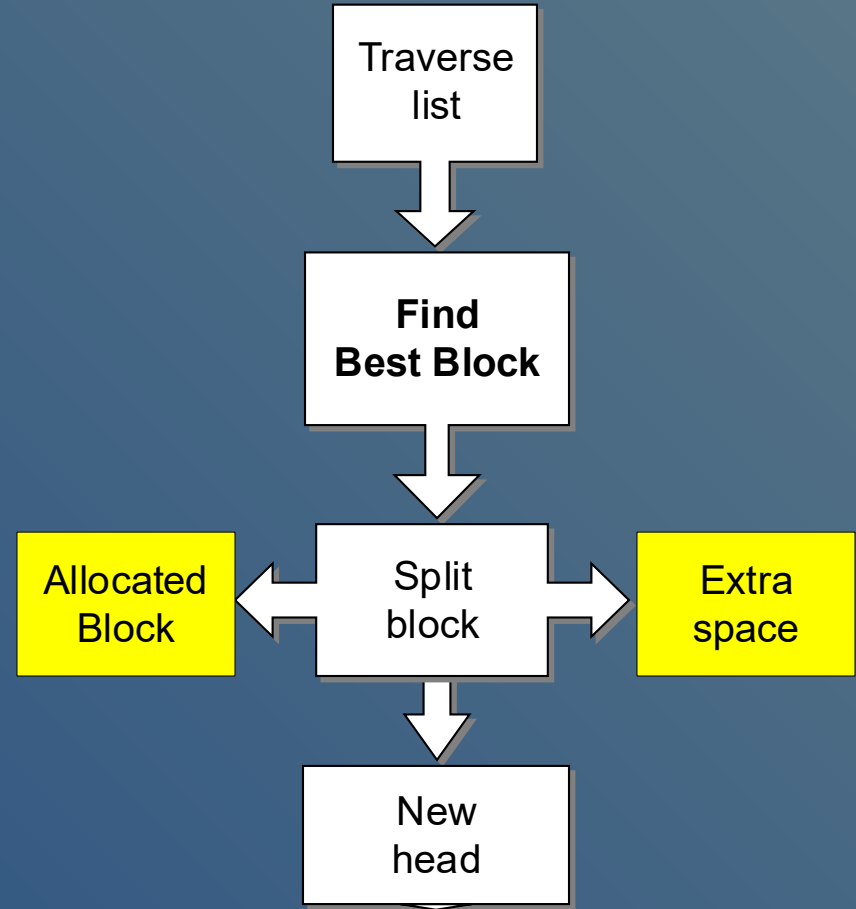 Traverse
list
Find
Best Block
Allocated
Block
Split
block
Extra
space
New
head